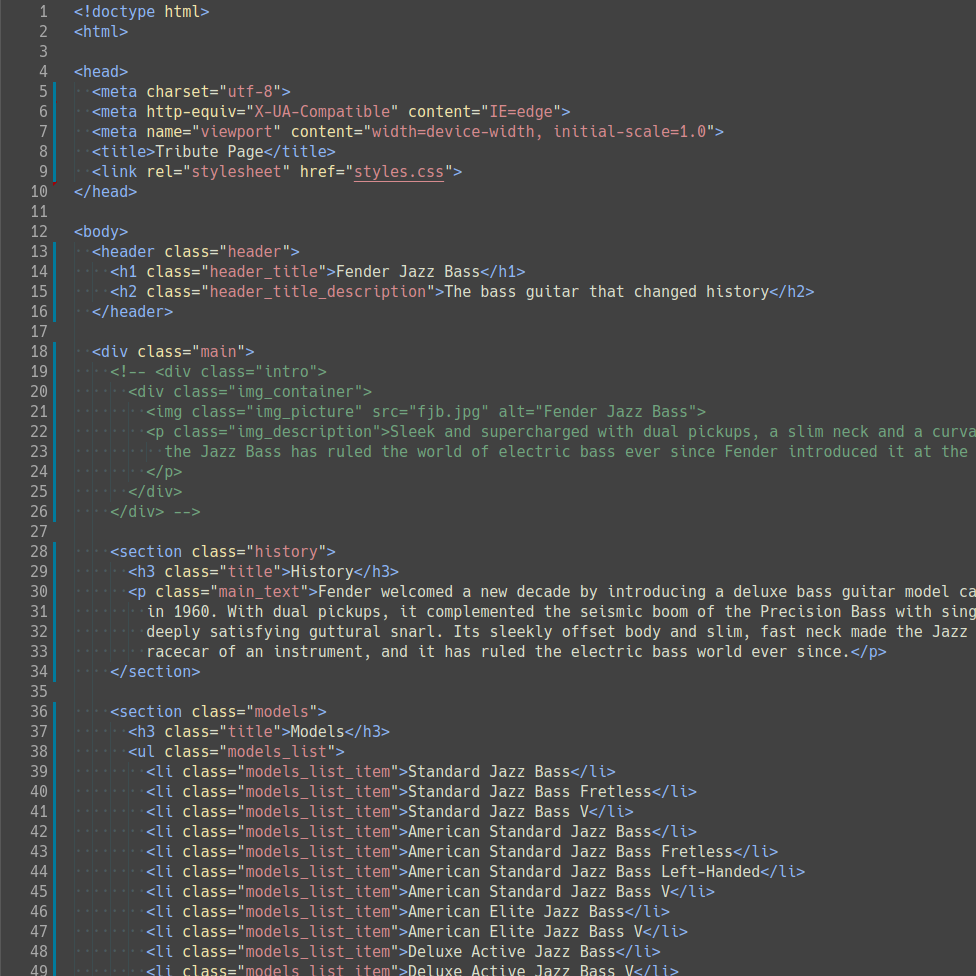 1 <!doctype html>
2 <html>
3
4 <head>
5 <meta charset="utf-8">
6 <meta http-equiv="X-UA-Compatible" content="IE=edge">
7 <meta name="viewport" content="width=device-width, initial-scale=1.0">
8 <title>Tribute Page</title>
9 <link rel="stylesheet" href="styles.css">
10 </head>
11
12 <body>
13 <header class="header">
14 <h1 class="header_title">Fender Jazz Bass</h1>
15 <h2 class="header_title_description">The bass guitar that changed history</h2>
16 </header>
17
18 <div class="main">
19 <!-- <div class="intro">
20 <div class="img_container">
21 <img class="img_picture" src="fjb.jpg" alt="Fender Jazz Bass">
22 <p class="img_description">Sleek and supercharged with dual pickups, a slim neck and a curva
23 the Jazz Bass has ruled the world of electric bass ever since Fender introduced it at the
24 </p>
25 </div>
26 </div> -->
27
28 <section class="history">
29 <h3 class="title">History</h3>
30 <p class="main_text">Fender welcomed a new decade by introducing a deluxe bass guitar model ca
31 in 1960. With dual pickups, it complemented the seismic boom of the Precision Bass with sing
32 deeply satisfying guttural snarl. Its sleekly offset body and slim, fast neck made the Jazz
33 racecar of an instrument, and it has ruled the electric bass world ever since.</p>
34 </section>
35
36 <section class="models">
37 <h3 class="title">Models</h3>
38 <ul class="models_list">
39 <li class="models_list_item">Standard Jazz Bass</li>
40 <li class="models_list_item">Standard Jazz Bass Fretless</li>
41 <li class="models_list_item">Standard Jazz Bass V</li>
42 <li class="models_list_item">American Standard Jazz Bass</li>
43 <li class="models_list_item">American Standard Jazz Bass Fretless</li>
44 <li class="models_list_item">American Standard Jazz Bass Left-Handed</li>
45 <li class="models_list_item">American Standard Jazz Bass V</li>
46 <li class="models_list_item">American Elite Jazz Bass</li>
47 <li class="models_list_item">American Elite Jazz Bass V</li>
48 <li class="models_list_item">Deluxe Active Jazz Bass</li>
49 <li class="models_list_item">Deluxe Active Jazz Bass V</li>